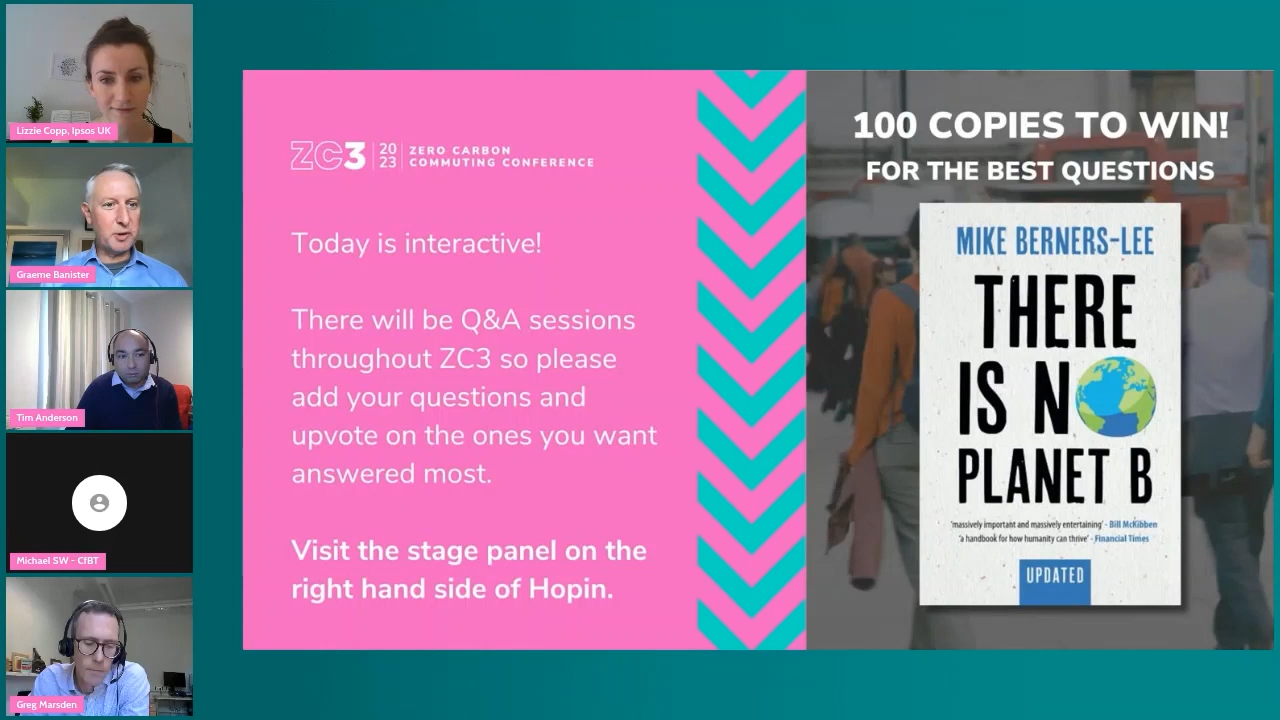 Lizzie Copp, Ipsos UK
Graeme Banister
Tim Anderson
Michael SW - CfBT
Greg Marsden
ZC3 20 23 ZERO CARBON COMMUTING CONFERENCE
Today is interactive!
There will be Q&A sessions
throughout ZC3 so please
add your questions and
upvote on the ones you want
answered most.
Visit the stage panel on the
right hand side of Hopin.
100 COPIES TO WIN!
FOR THE BEST QUESTIONS
MIKE BERNERS-LEE
THERE
IS NO
PLANET B
'massively important and massively entertaining' - Bill McKibben
'a handbook for how humanity can thrive' - Financial Times
UPDATED